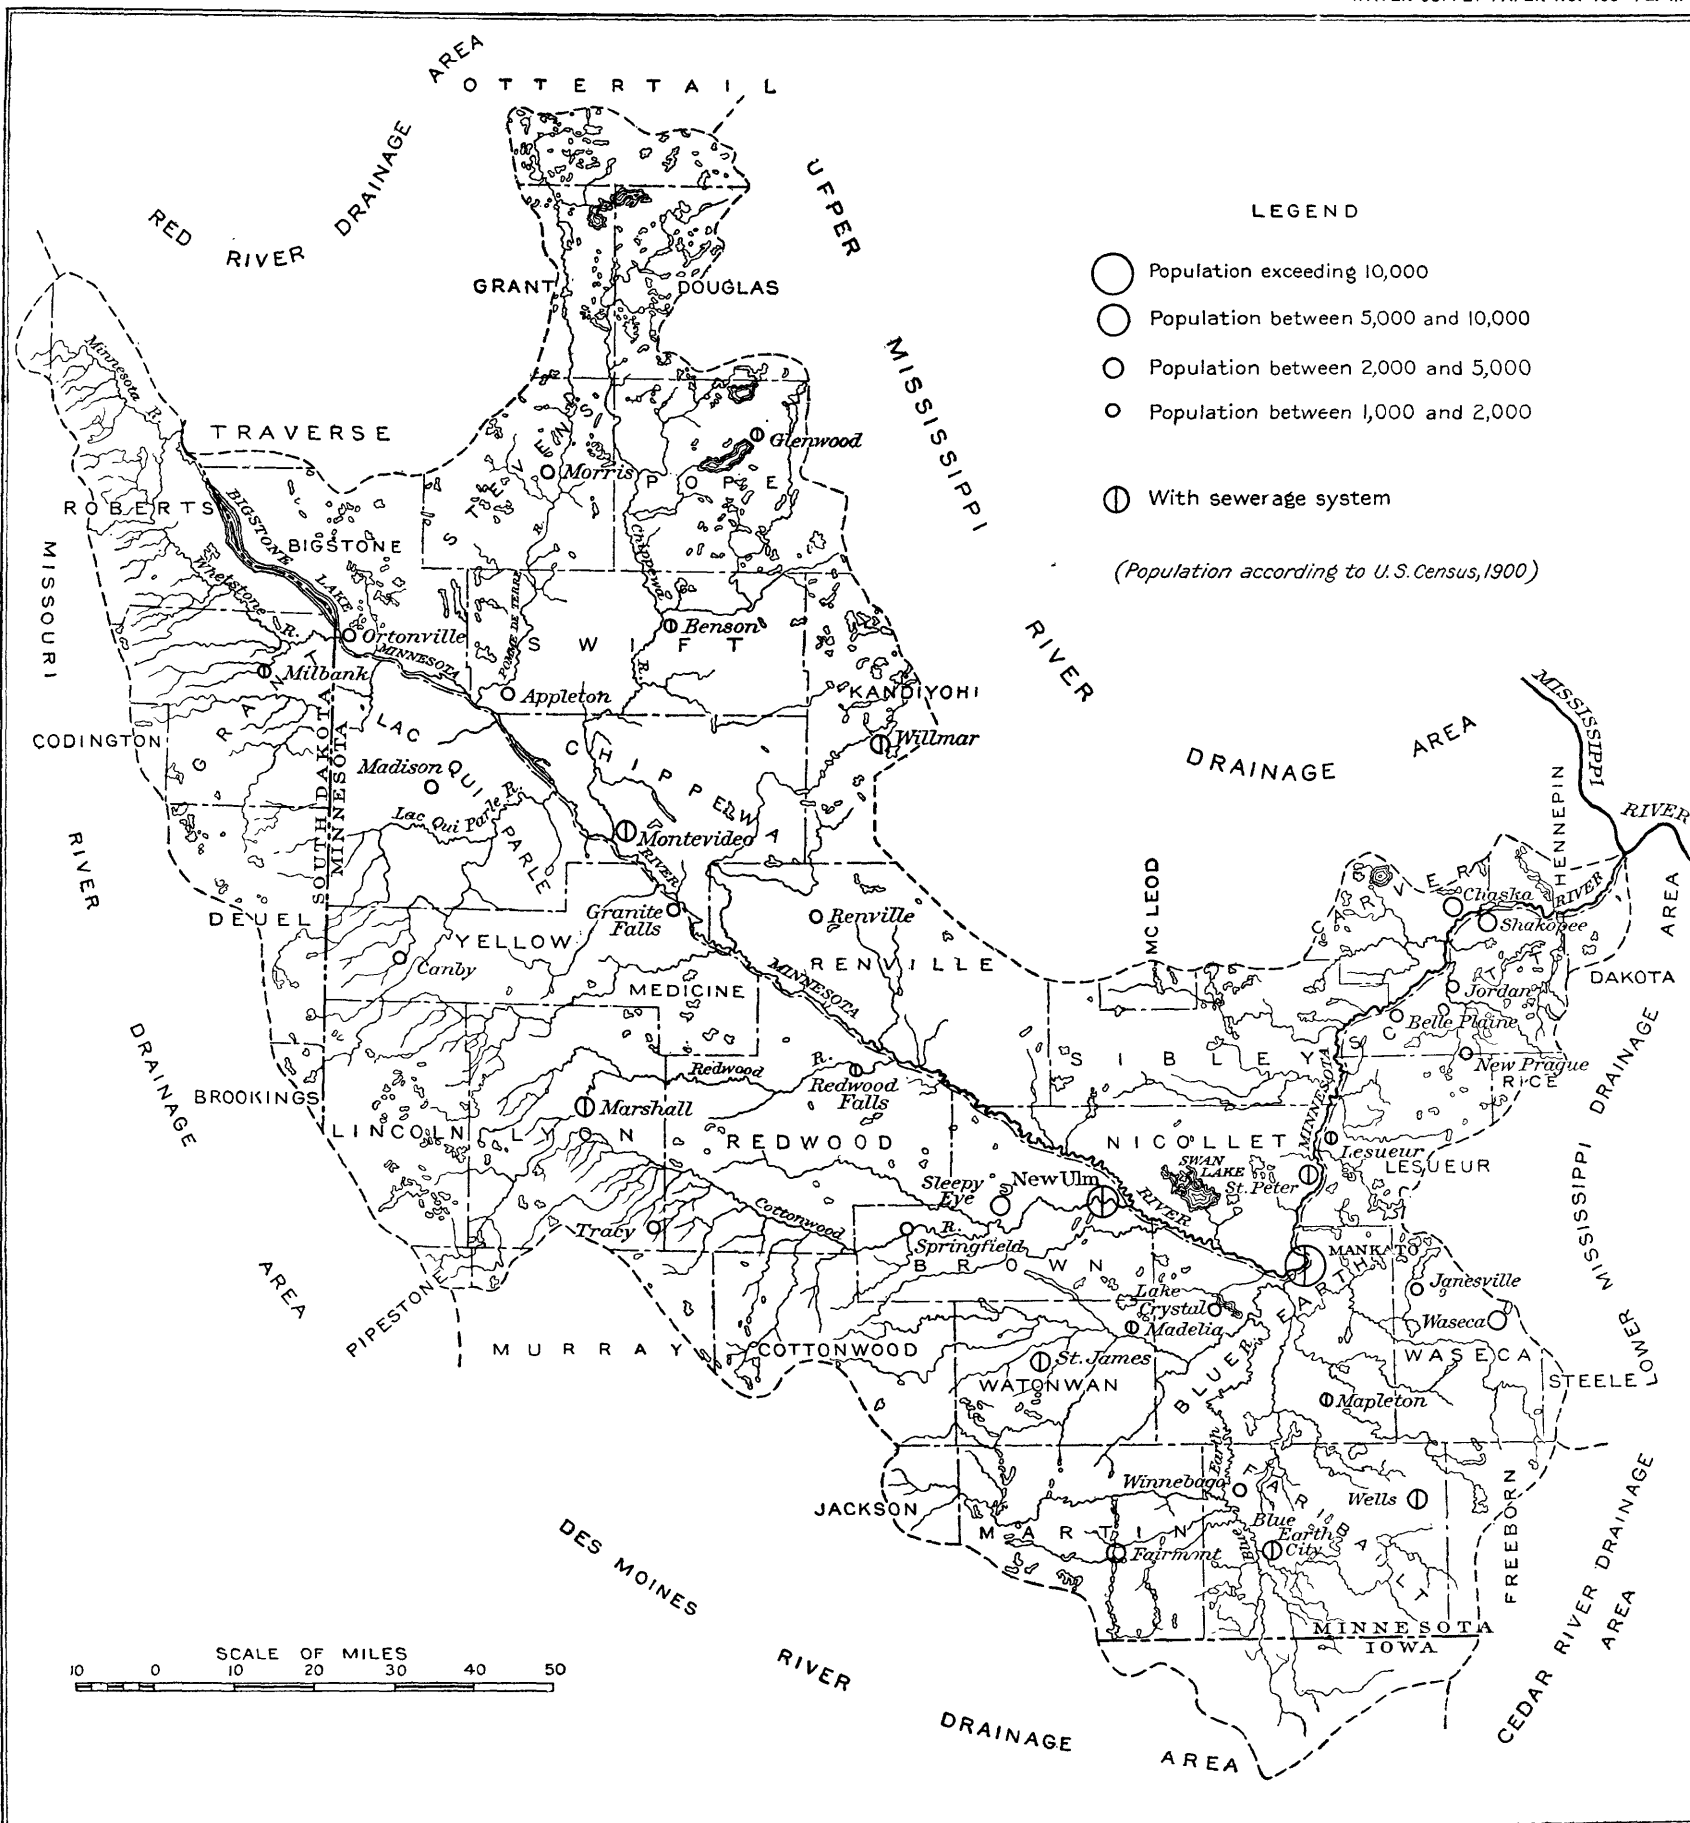 AREA
OTTERTAIL
RED RIVER DRAINAGE
UPPER MISSISSIPPI RIVER DRAINAGE AREA
LEGEND
Population exceeding 10,000
Population between 5,000 and 10,000
Population between 2,000 and 5,000
Population between 1,000 and 2,000
With sewerage system
(Population according to U.S. Census, 1900)
GRANT
DOUGLAS
Minnesota R.
TRAVERSE
STEVENS
Morris
Glenwood
POPE
ROBERTS
BIGSTONE LAKE
BIGSTONE
Chippewa
R.
POMME DE TERRE
R.
Whetstone R.
Ortonville
MINNESOTA
Benson
SWIFT
Milbank
GRANT
Appleton
KANDIYOHI
Willmar
MISSOURI RIVER DRAINAGE AREA
CODINGTON
SOUTH DAKOTA
MINNESOTA
LAC QUI PARLE
Madison
Lac Qui Parle R.
CHIPPEWA
Montevideo
RIVER
MISSISSIPPI
RIVER
HENNEPIN
DEUEL
Granite
Falls
YELLOW
MEDICINE
Canby
Renville
RENVILLE
MINNESOTA
MCLEOD
CARVER
Chaska
RIVER
Shakopee
DAKOTA
SCOTT
Jordan
Belle Plaine
New Prague
RICE
SIBLEY
BROOKINGS
Redwood
R.
Redwood
Falls
Marshall
LINCOLN
LYON
REDWOOD
NICOLLET
MINNESOTA
Lesueur
LESUEUR
SWAN
LAKE
St. Peter
Sleepy
Eye
New Ulm
RIVER
Tracy
Cottonwood
R.
Springfield
BROWN
MANKATO
Janesville
Waseca
WASECA
STEELE
LOWER MISSISSIPPI DRAINAGE AREA
PIPESTONE
MURRAY
COTTONWOOD
Lake
Crystal
Madelia
St. James
WATONWAN
BLUE EARTH
R.
Mapleton
JACKSON
Winnebago
Earth
Blue
FARIBAULT
Wells
FREEBORN
MARTIN
Fairmont
Blue
Earth
City
MINNESOTA
IOWA
DES MOINES RIVER DRAINAGE AREA
CEDAR RIVER DRAINAGE
AREA
SCALE OF MILES
10 0 10 20 30 40 50